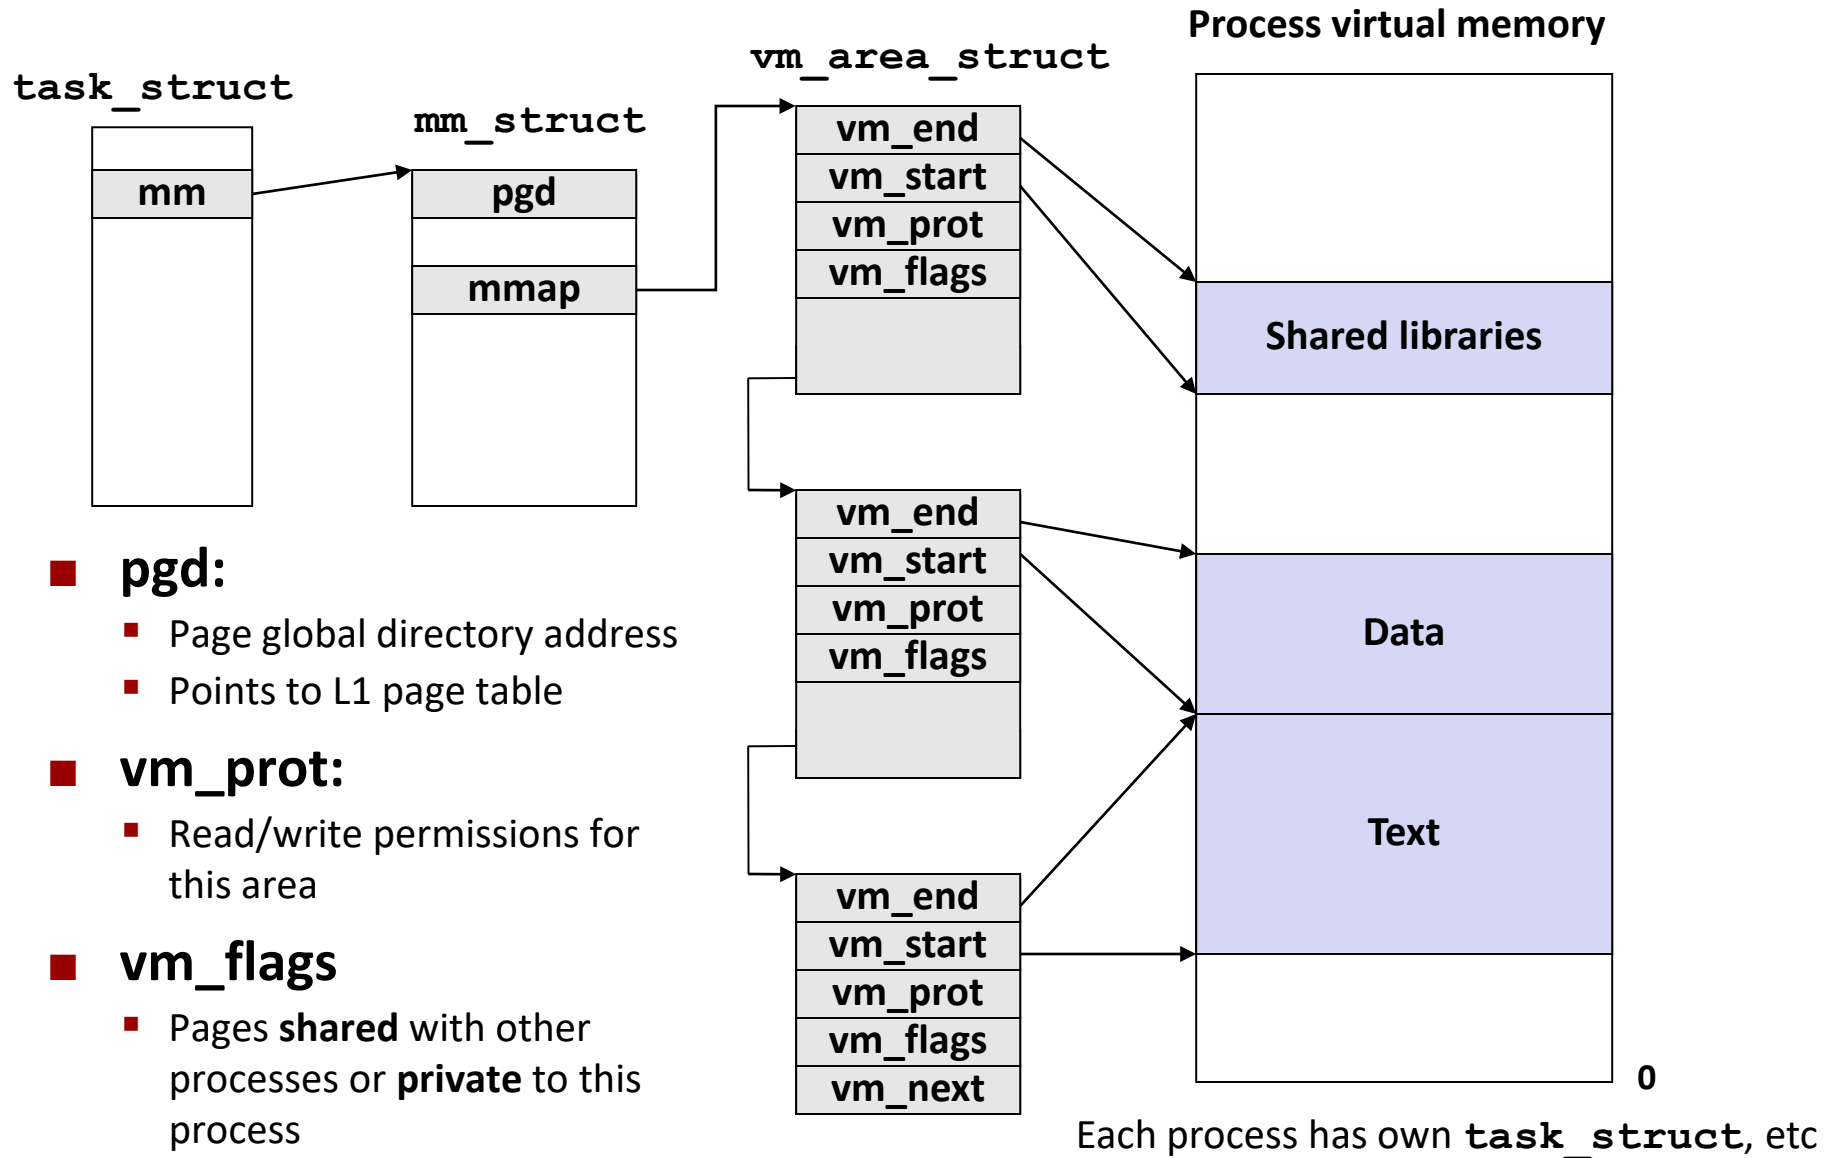 Process virtual memory
vm_area_struct
task_struct
mm_struct
mm
pgd
mmap
vm_end
vm_start
vm_prot
vm_flags
Shared libraries
vm_end
vm_start
vm_prot
vm_flags
Data
Text
vm_end
vm_start
vm_prot
vm_flags
vm_next
0
pgd:
Page global directory address
Points to L1 page table
vm_prot:
Read/write permissions for
this area
vm_flags
Pages shared with other
processes or private to this
process
Each process has own task_struct, etc